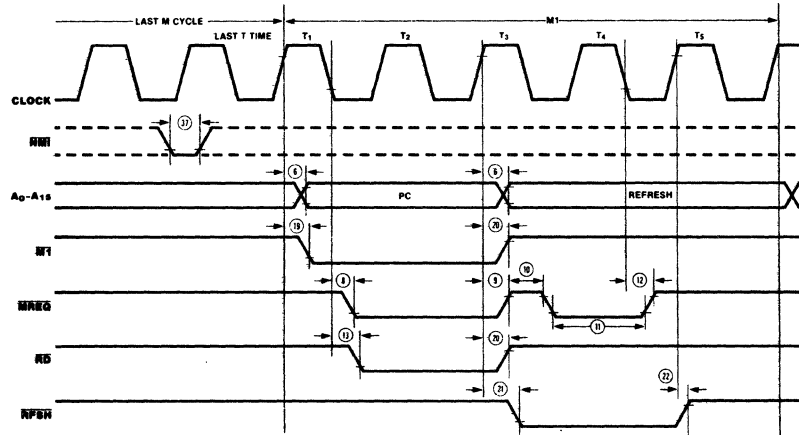 LAST M CYCLE
M1
LAST T TIME
T1
T2
T3
T4
T5
CLOCK
37
NMI
6
6
A0-A15
PC
REFRESH
19
20
M1
8
9
10
12
MREQ
11
13
20
RD
21
22
RFSH